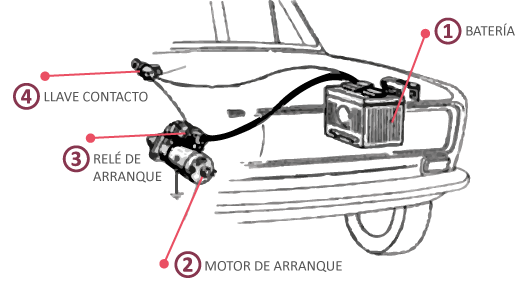 1 BATERÍA
4 LLAVE CONTACTO
3 RELÉ DE
ARRANQUE
2 MOTOR DE ARRANQUE